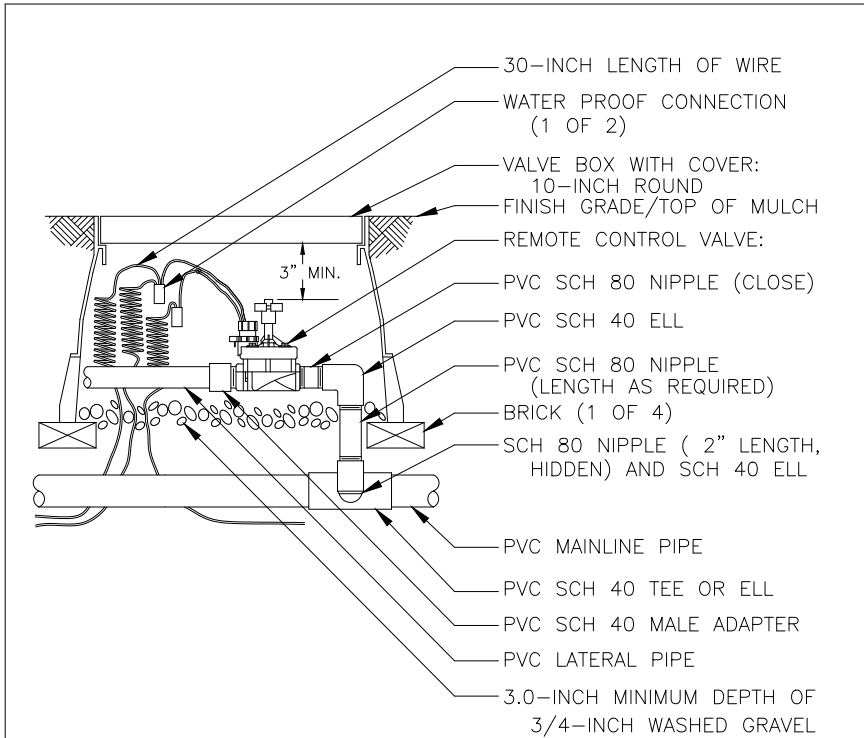 30-INCH LENGTH OF WIRE
WATER PROOF CONNECTION
(1 OF 2)
VALVE BOX WITH COVER:
10-INCH ROUND
FINISH GRADE/TOP OF MULCH
REMOTE CONTROL VALVE:
3" MIN.
PVC SCH 80 NIPPLE (CLOSE)
PVC SCH 40 ELL
PVC SCH 80 NIPPLE
(LENGTH AS REQUIRED)
BRICK (1 OF 4)
SCH 80 NIPPLE ( 2" LENGTH,
HIDDEN) AND SCH 40 ELL
PVC MAINLINE PIPE
PVC SCH 40 TEE OR ELL
PVC SCH 40 MALE ADAPTER
PVC LATERAL PIPE
3.0-INCH MINIMUM DEPTH OF
3/4-INCH WASHED GRAVEL